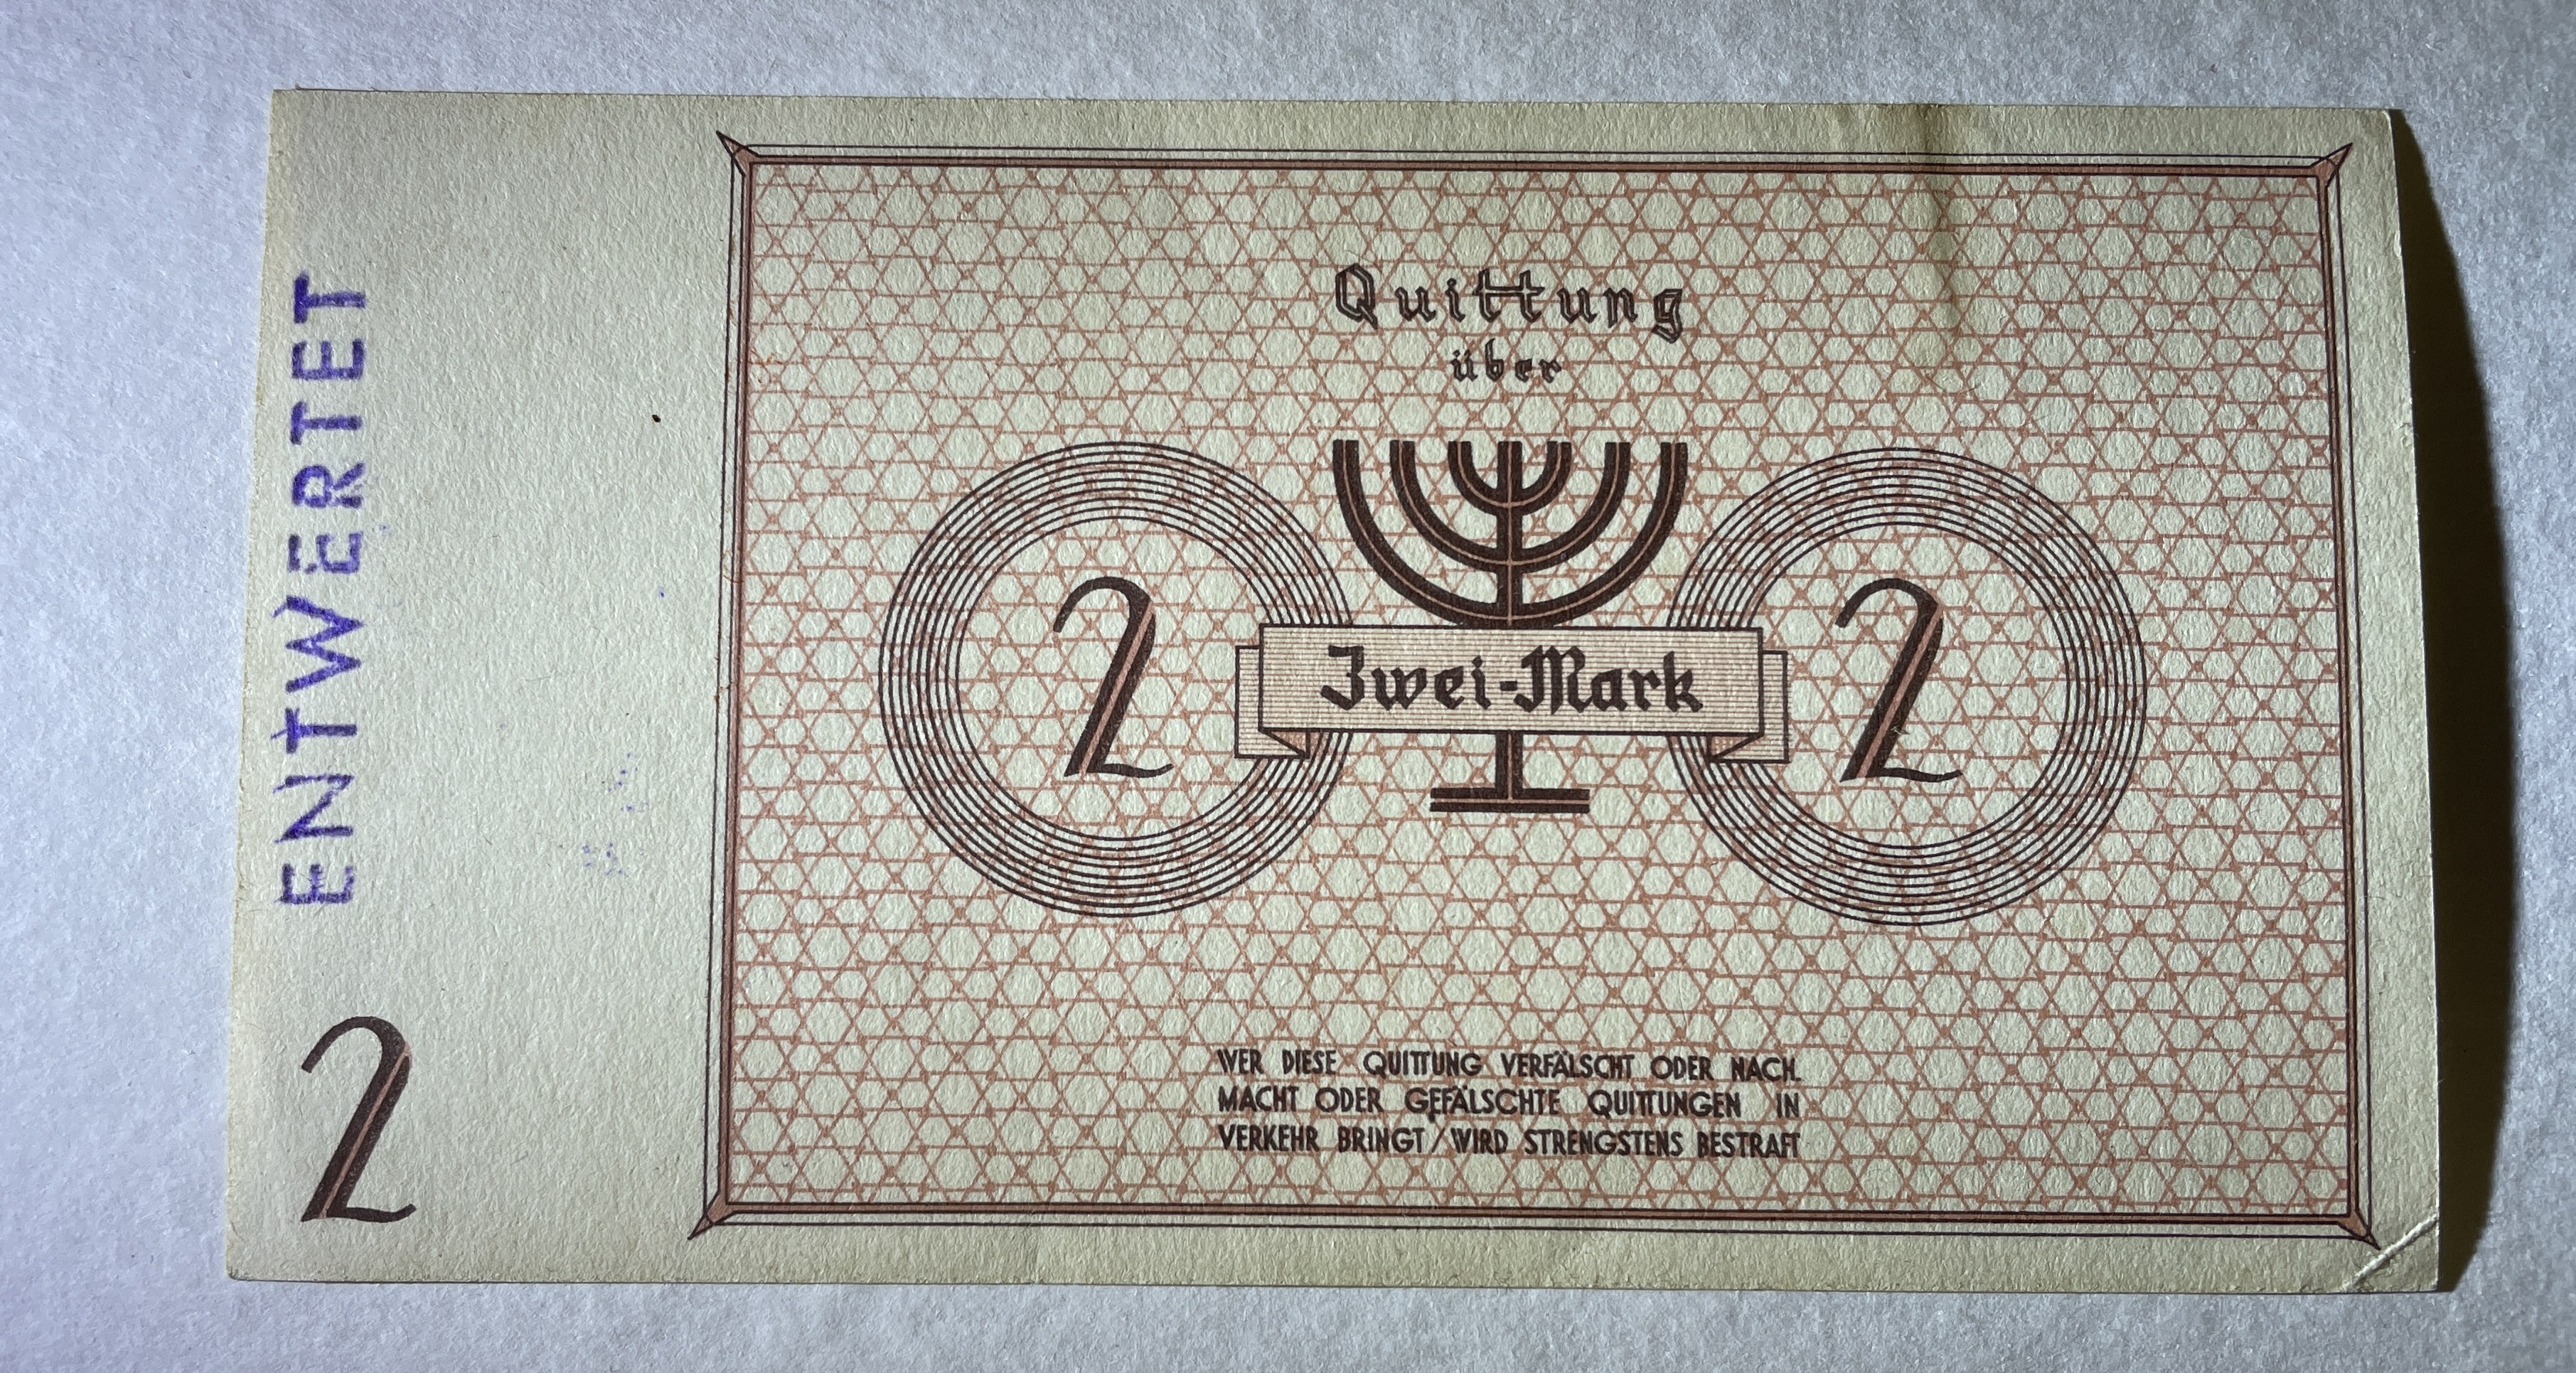 ENTWERTET
2
Quittung
über
2
Zwei-Mark
2
WER DIESE QUITTUNG VERFÄLSCHT ODER NACH-
MACHT ODER GEFÄLSCHTE QUITTUNGEN IN
VERKEHR BRINGT / WIRD STRENGSTENS BESTRAFT